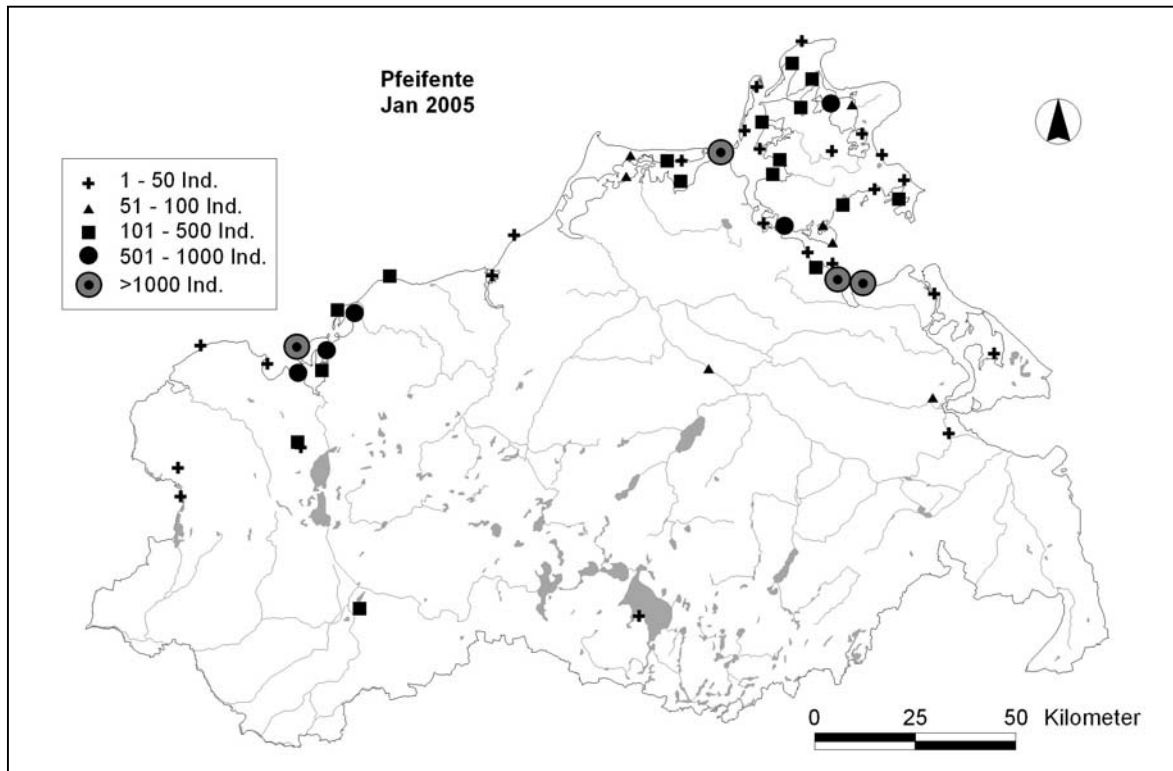 Pfeifente
Jan 2005
1 - 50 Ind.
51 - 100 Ind.
101 - 500 Ind.
501 - 1000 Ind.
>1000 Ind.
0 25 50 Kilometer